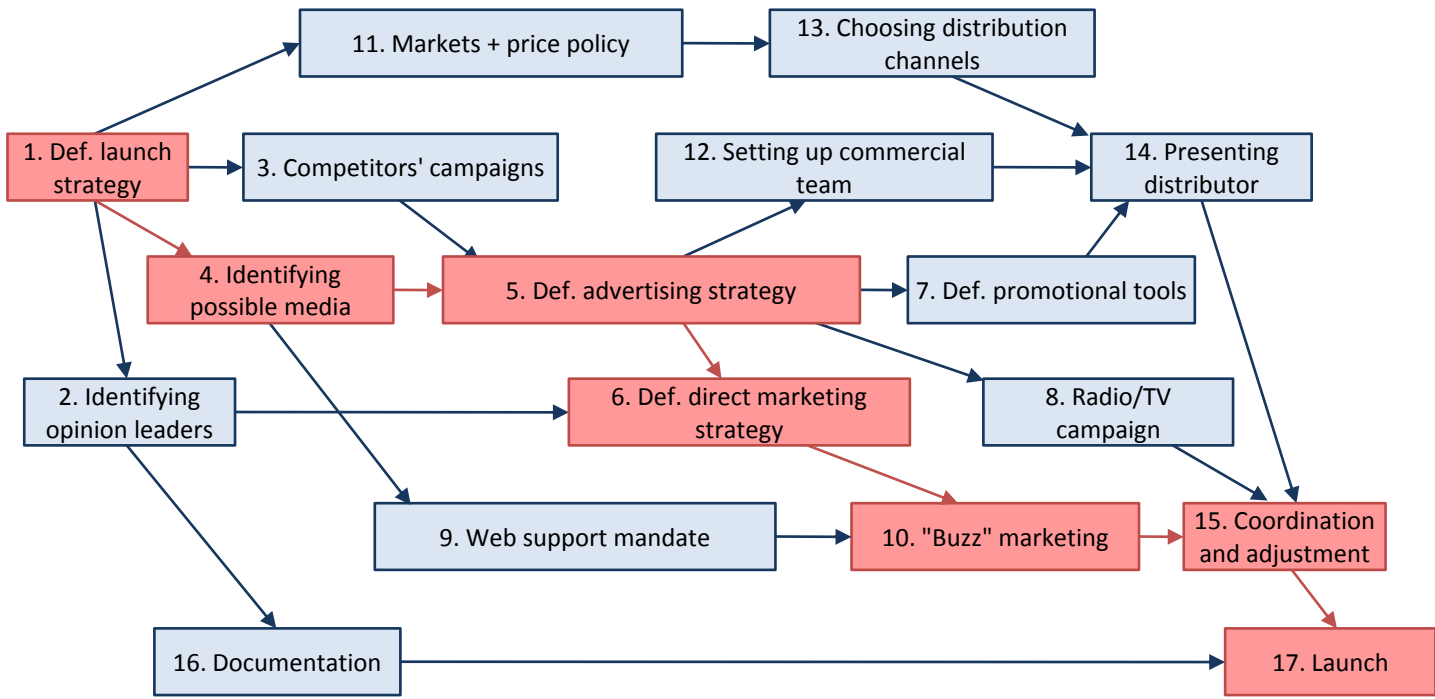 11. Markets + price policy
13. Choosing distribution
channels
1. Def. launch
strategy
3. Competitors' campaigns
12. Setting up commercial
team
14. Presenting
distributor
4. Identifying
possible media
5. Def. advertising strategy
7. Def. promotional tools
2. Identifying
opinion leaders
6. Def. direct marketing
strategy
8. Radio/TV
campaign
9. Web support mandate
10. "Buzz" marketing
15. Coordination
and adjustment
16. Documentation
17. Launch